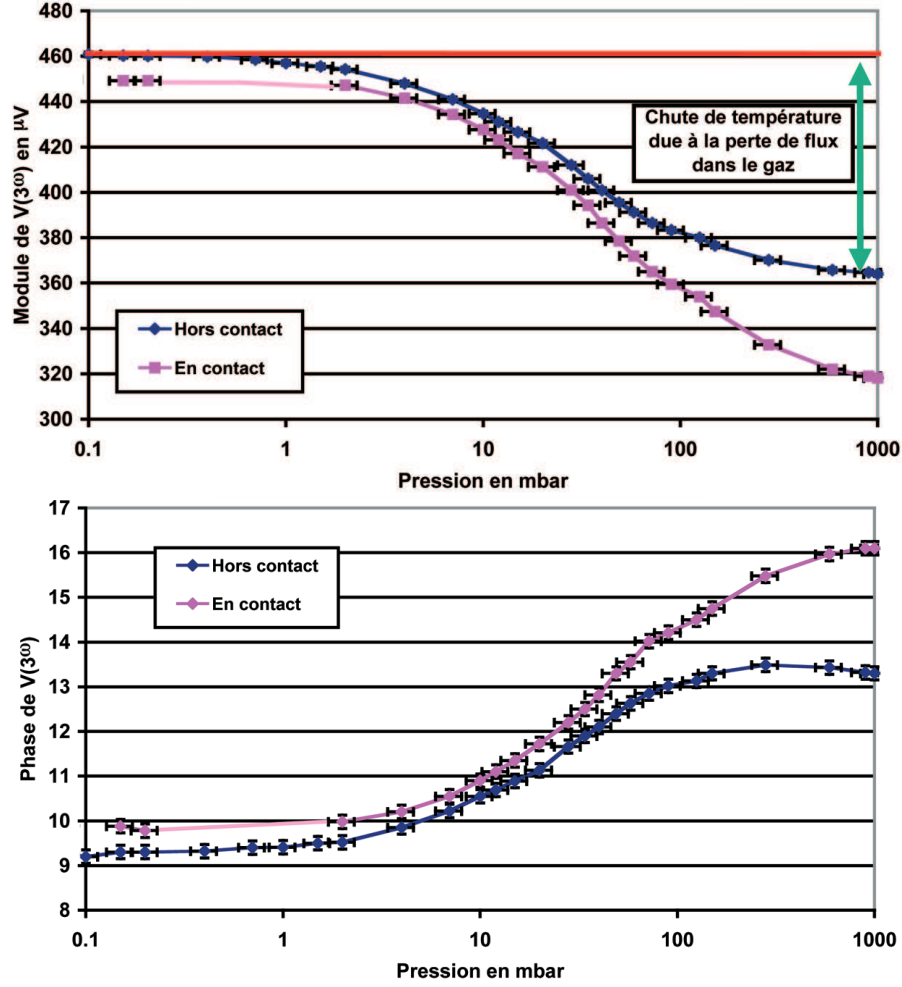 480
460
440
420
400
380
360
340
320
300
Module de V(3ω) en µV
Chute de température
due à la perte de flux
dans le gaz
Hors contact
En contact
0.1
1
10
100
1000
Pression en mbar
17
16
15
14
13
12
11
10
9
8
Phase de V(3ω)
Hors contact
En contact
0.1
1
10
100
1000
Pression en mbar